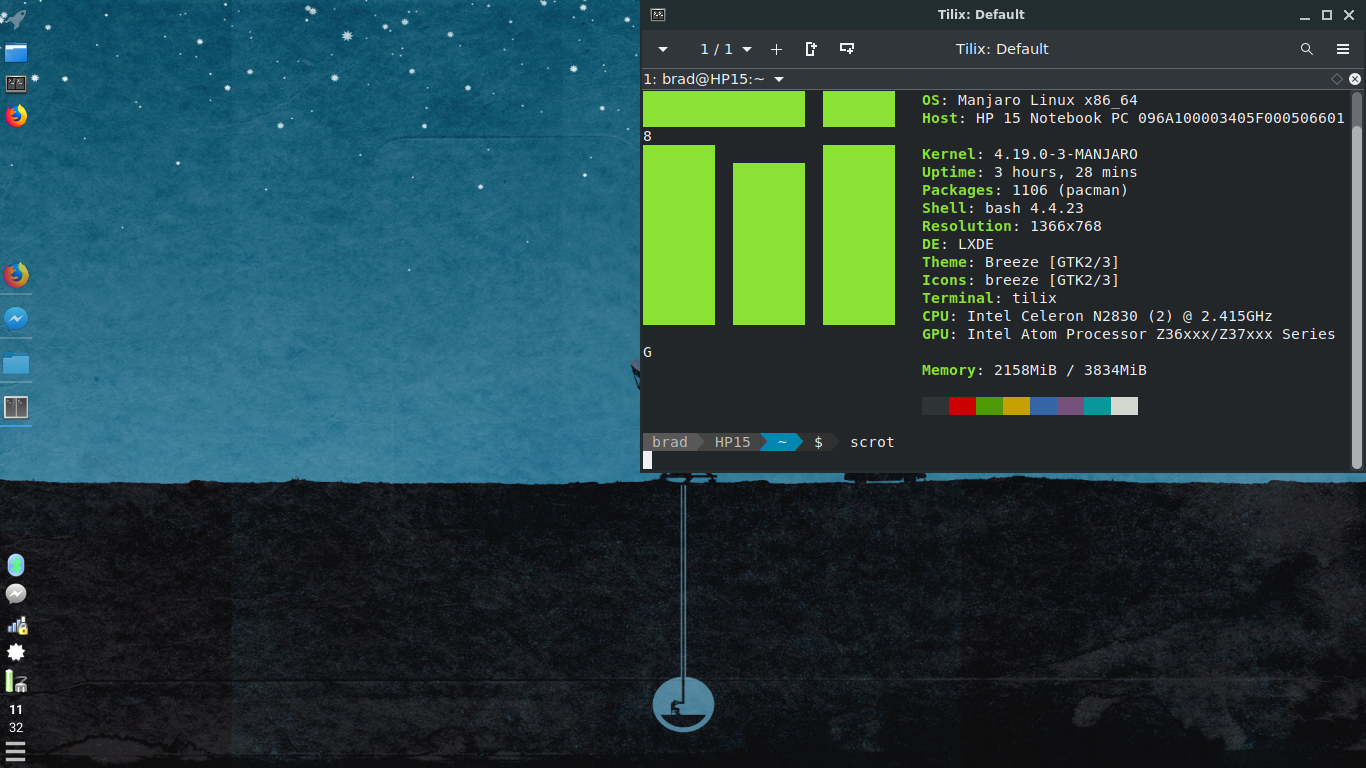 Tilix: Default
1 / 1
Tilix: Default
1: brad@HP15:~
OS: Manjaro Linux x86_64
Host: HP 15 Notebook PC 096A100003405F000506601
8
Kernel: 4.19.0-3-MANJARO
Uptime: 3 hours, 28 mins
Packages: 1106 (pacman)
Shell: bash 4.4.23
Resolution: 1366x768
DE: LXDE
Theme: Breeze [GTK2/3]
Icons: breeze [GTK2/3]
Terminal: tilix
CPU: Intel Celeron N2830 (2) @ 2.415GHz
GPU: Intel Atom Processor Z36xxx/Z37xxx Series
G
Memory: 2158MiB / 3834MiB
brad HP15 ~ $ scrot
11
32